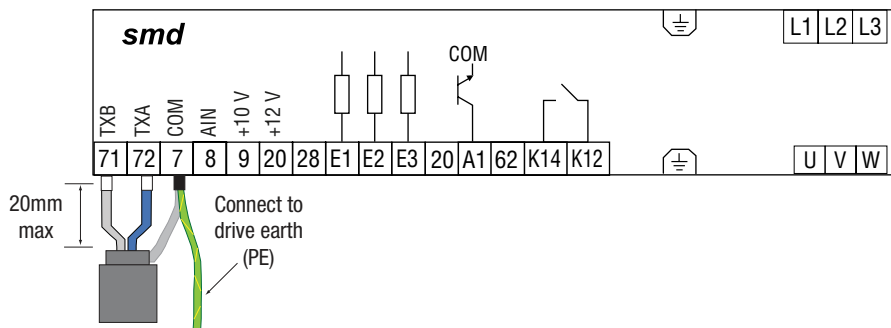 smd
L1 L2 L3
COM
TXB TXA COM AIN +10 V +12 V
71 72 7 8 9 20 28 E1 E2 E3 20 A1 62 K14 K12
U V W
20mm
max
Connect to
drive earth
(PE)